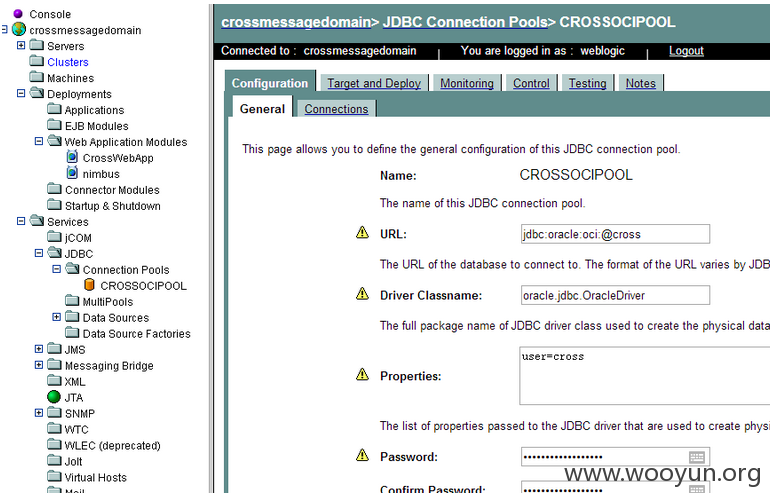 Console
crossmessagedomain
Servers
Clusters
Machines
Deployments
Applications
EJB Modules
Web Application Modules
CrossWebApp
nimbus
Connector Modules
Startup & Shutdown
Services
jCOM
JDBC
Connection Pools
CROSSOCIPOOL
MultiPools
Data Sources
Data Source Factories
JMS
Messaging Bridge
XML
JTA
SNMP
WTC
WLEC (deprecated)
Jolt
Virtual Hosts
Mail
crossmessagedomain> JDBC Connection Pools> CROSSOCIPOOL
Connected to : crossmessagedomain | You are logged in as : weblogic | Logout
Configuration Target and Deploy Monitoring Control Testing Notes
General Connections
This page allows you to define the general configuration of this JDBC connection pool.
Name: CROSSOCIPOOL
The name of this JDBC connection pool.
URL: jdbc:oracle:oci:@cross
The URL of the database to connect to. The format of the URL varies by JDB
Driver Classname: oracle.jdbc.OracleDriver
The full package name of JDBC driver class used to create the physical data
Properties: user=cross
The list of properties passed to the JDBC driver that are used to create physi
Password: ••••••••••••••••••
Confirm Password: ••••••••••••••••••
www.wooyun.org